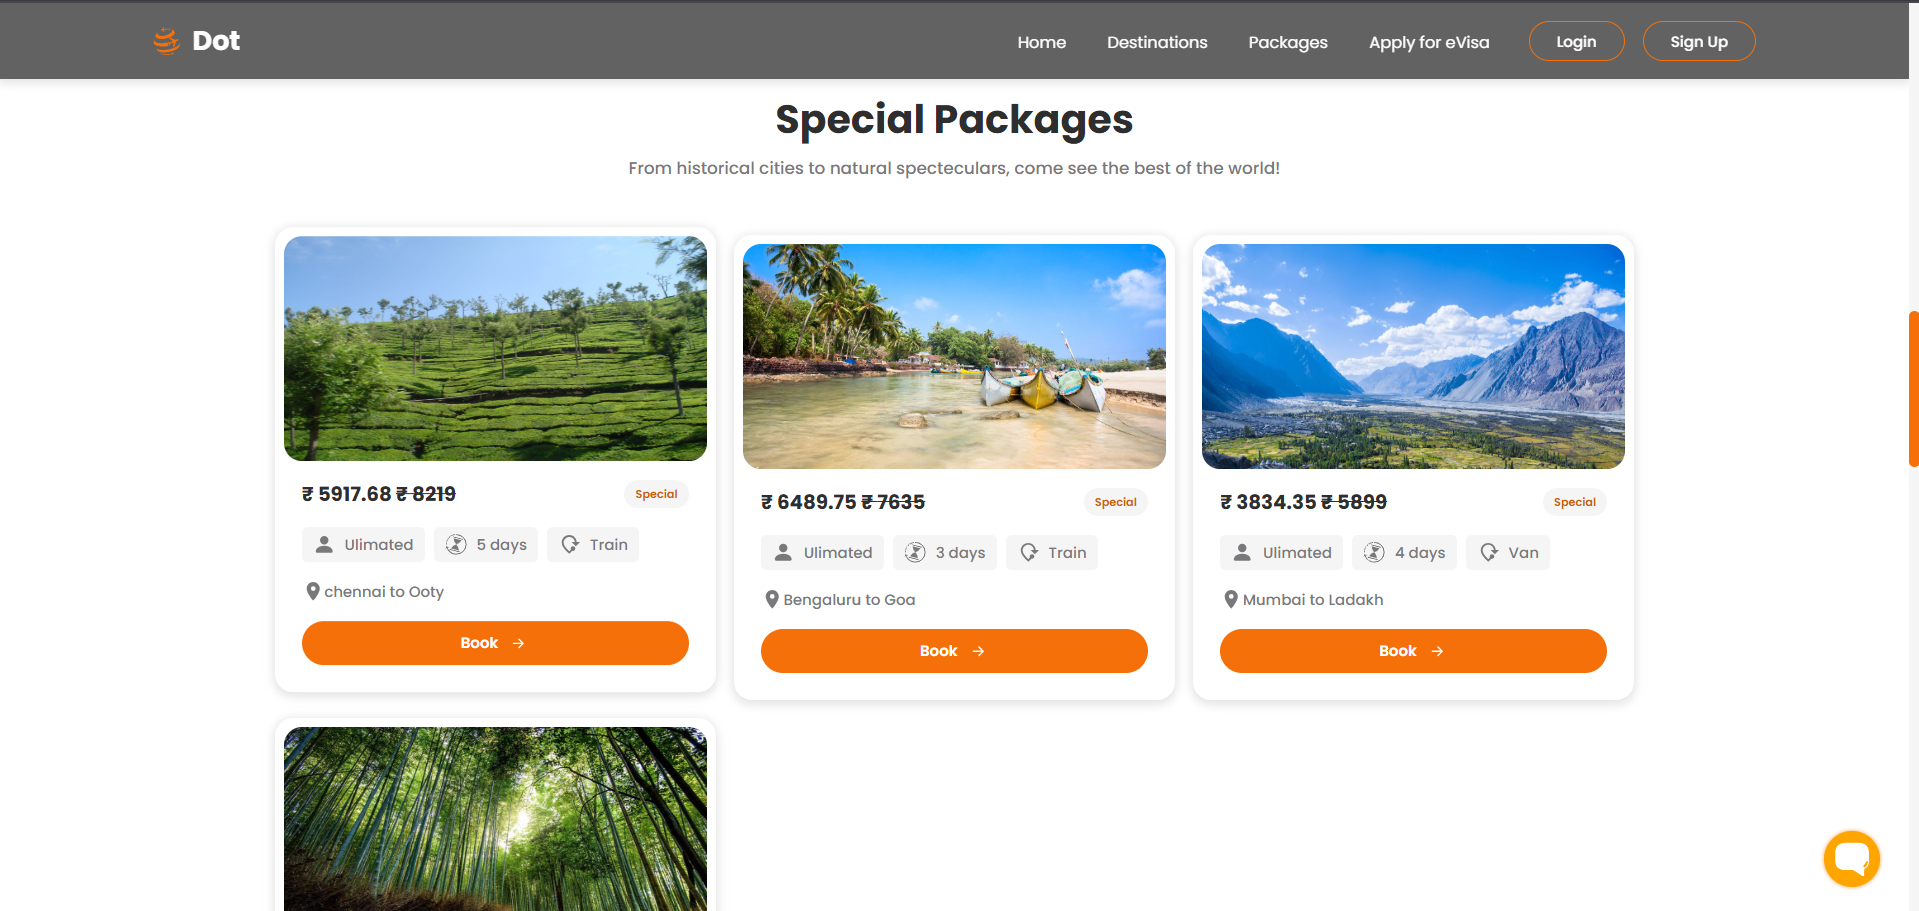 Dot
Home Destinations Packages Apply for eVisa Login Sign Up
Special Packages
From historical cities to natural specteculars, come see the best of the world!
₹ 5917.68 ₹ 8219 Special
Ulimated 5 days Train
chennai to Ooty
Book →
₹ 6489.75 ₹ 7635 Special
Ulimated 3 days Train
Bengaluru to Goa
Book →
₹ 3834.35 ₹ 5899 Special
Ulimated 4 days Van
Mumbai to Ladakh
Book →